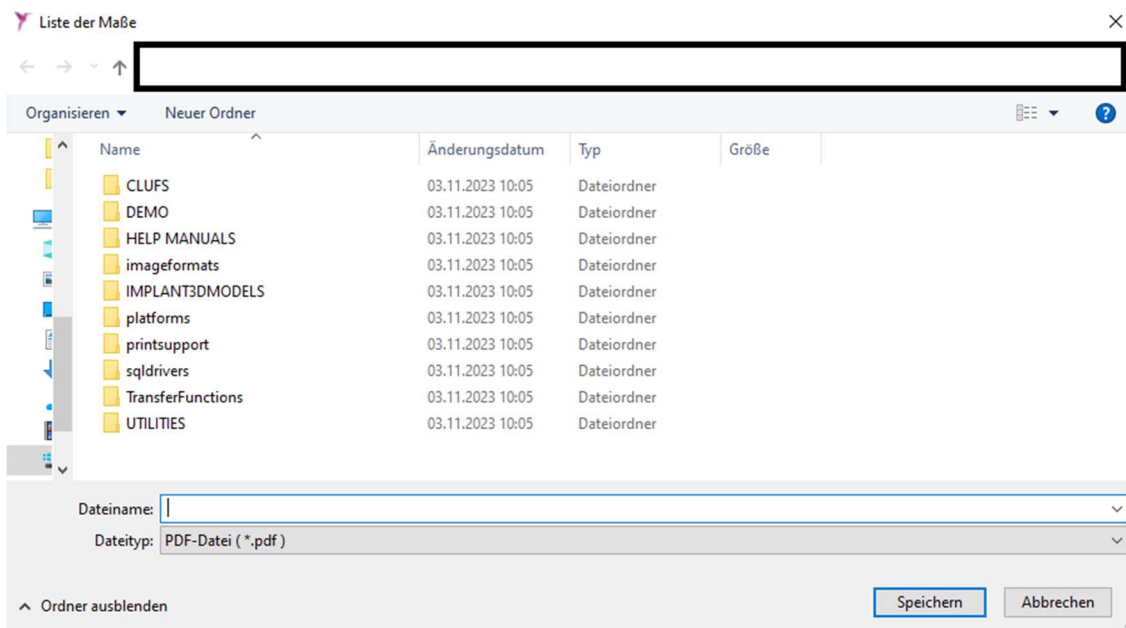 Liste der Maße
Organisieren Neuer Ordner
Name Änderungsdatum Typ Größe
CLUFS 03.11.2023 10:05 Dateiordner
DEMO 03.11.2023 10:05 Dateiordner
HELP MANUALS 03.11.2023 10:05 Dateiordner
imageformats 03.11.2023 10:05 Dateiordner
IMPLANT3DMODELS 03.11.2023 10:05 Dateiordner
platforms 03.11.2023 10:05 Dateiordner
printsupport 03.11.2023 10:05 Dateiordner
sqldrivers 03.11.2023 10:05 Dateiordner
TransferFunctions 03.11.2023 10:05 Dateiordner
UTILITIES 03.11.2023 10:05 Dateiordner
Dateiname:
Dateityp: PDF-Datei ( *.pdf )
Ordner ausblenden Speichern Abbrechen